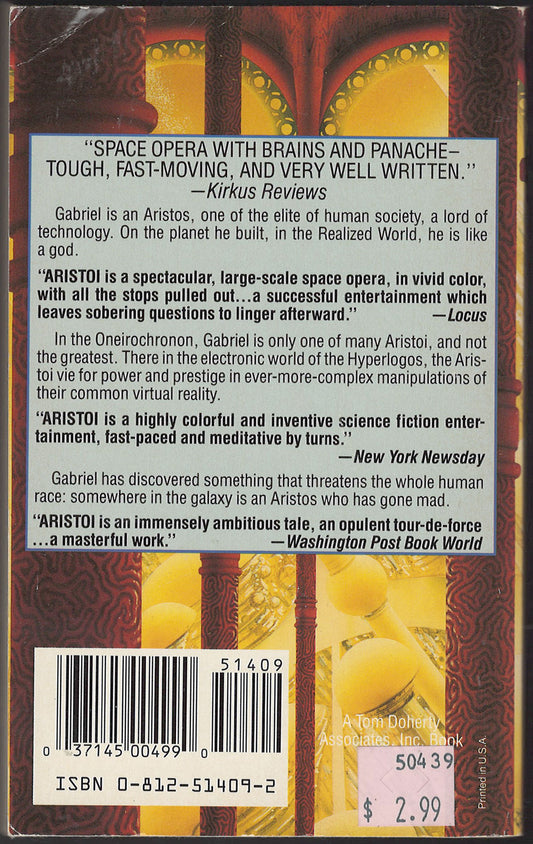 "SPACE OPERA WITH BRAINS AND PANACHE—
TOUGH, FAST-MOVING, AND VERY WELL WRITTEN."
—Kirkus Reviews
Gabriel is an Aristos, one of the elite of human society, a lord of
technology. On the planet he built, in the Realized World, he is like
a god.
"ARISTOI is a spectacular, large-scale space opera, in vivid color,
with all the stops pulled out...a successful entertainment which
leaves sobering questions to linger afterward." —Locus
In the Oneirochronon, Gabriel is only one of many Aristoi, and not
the greatest. There in the electronic world of the Hyperlogos, the Aris-
toi vie for power and prestige in ever-more-complex manipulations of
their common virtual reality.
"ARISTOI is a highly colorful and inventive science fiction enter-
tainment, fast-paced and meditative by turns."
—New York Newsday
Gabriel has discovered something that threatens the whole human
race: somewhere in the galaxy is an Aristos who has gone mad.
"ARISTOI is an immensely ambitious tale, an opulent tour-de-force
...a masterful work." —Washington Post Book World
51409
0 37145 00499 0
ISBN 0-812-51409-2
A Tom Doherty
Associates, Inc. Book
50439
$ 2.99
Printed in U.S.A.